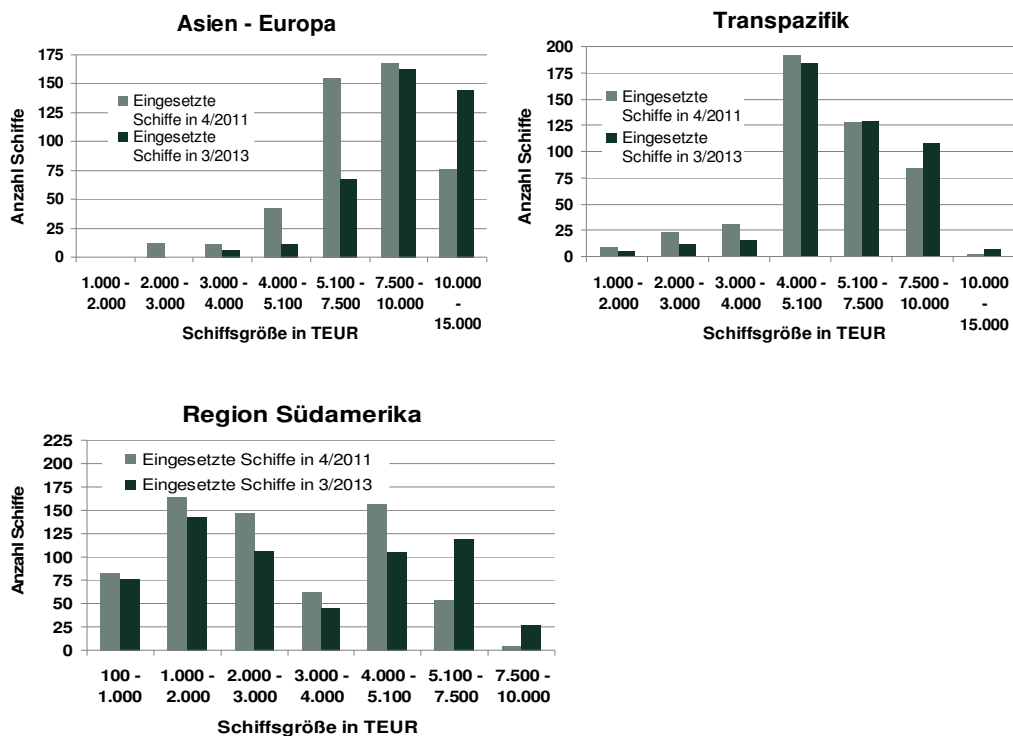 Asien - Europa
175
150
125
100
75
50
25
0
Anzahl Schiffe
Eingesetzte
Schiffe in 4/2011
Eingesetzte
Schiffe in 3/2013
1.000 - 2.000 - 3.000 - 4.000 - 5.100 - 7.500 - 10.000
2.000 3.000 4.000 5.100 7.500 10.000 -
15.000
Schiffsgröße in TEUR
Transpazifik
200
175
150
125
100
75
50
25
0
Anzahl Schiffe
Eingesetzte
Schiffe in 4/2011
Eingesetzte
Schiffe in 3/2013
1.000 - 2.000 - 3.000 - 4.000 - 5.100 - 7.500 - 10.000
2.000 3.000 4.000 5.100 7.500 10.000 -
15.000
Schiffsgröße in TEUR
Region Südamerika
225
200
175
150
125
100
75
50
25
0
Anzahl Schiffe
Eingesetzte Schiffe in 4/2011
Eingesetzte Schiffe in 3/2013
100 - 1.000 - 2.000 - 3.000 - 4.000 - 5.100 - 7.500 -
1.000 2.000 3.000 4.000 5.100 7.500 10.000
Schiffsgröße in TEUR